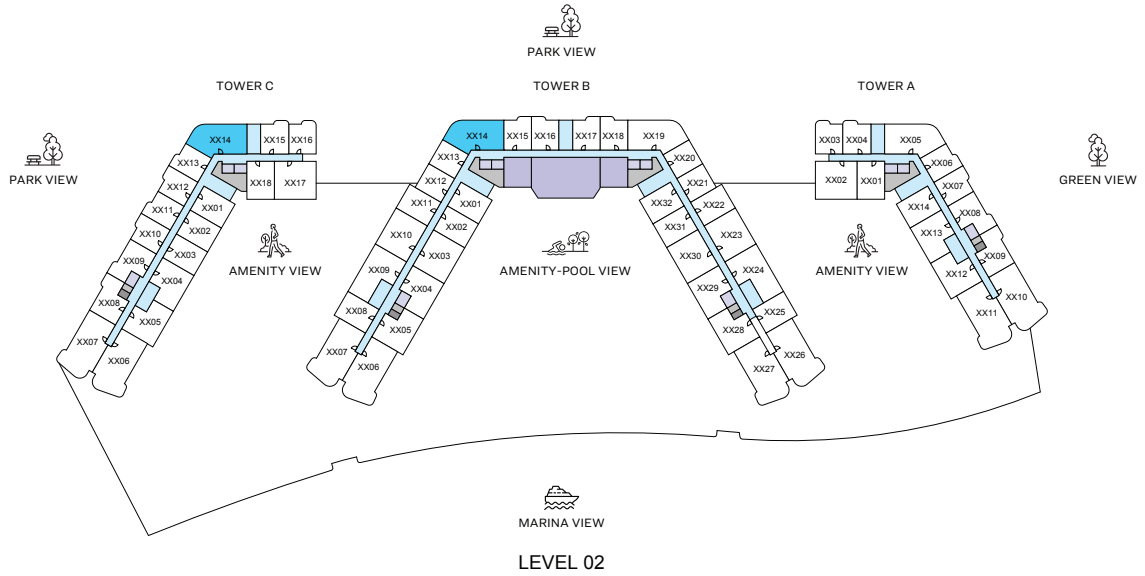 PARK VIEW
TOWER C
TOWER B
TOWER A
PARK VIEW
GREEN VIEW
XX14
XX15
XX16
XX13
XX18
XX17
XX12
XX01
XX11
XX02
XX10
XX03
XX09
XX04
XX08
XX05
XX07
XX06
AMENITY VIEW
XX14
XX15
XX16
XX17
XX18
XX19
XX13
XX20
XX12
XX01
XX21
XX11
XX02
XX32
XX22
XX10
XX03
XX31
XX23
XX09
XX04
XX30
XX24
XX08
XX05
XX29
XX25
XX07
XX06
XX28
XX26
XX27
AMENITY-POOL VIEW
XX03
XX04
XX05
XX02
XX01
XX06
XX07
XX14
XX08
XX13
XX09
XX12
XX10
XX11
AMENITY VIEW
MARINA VIEW
LEVEL 02